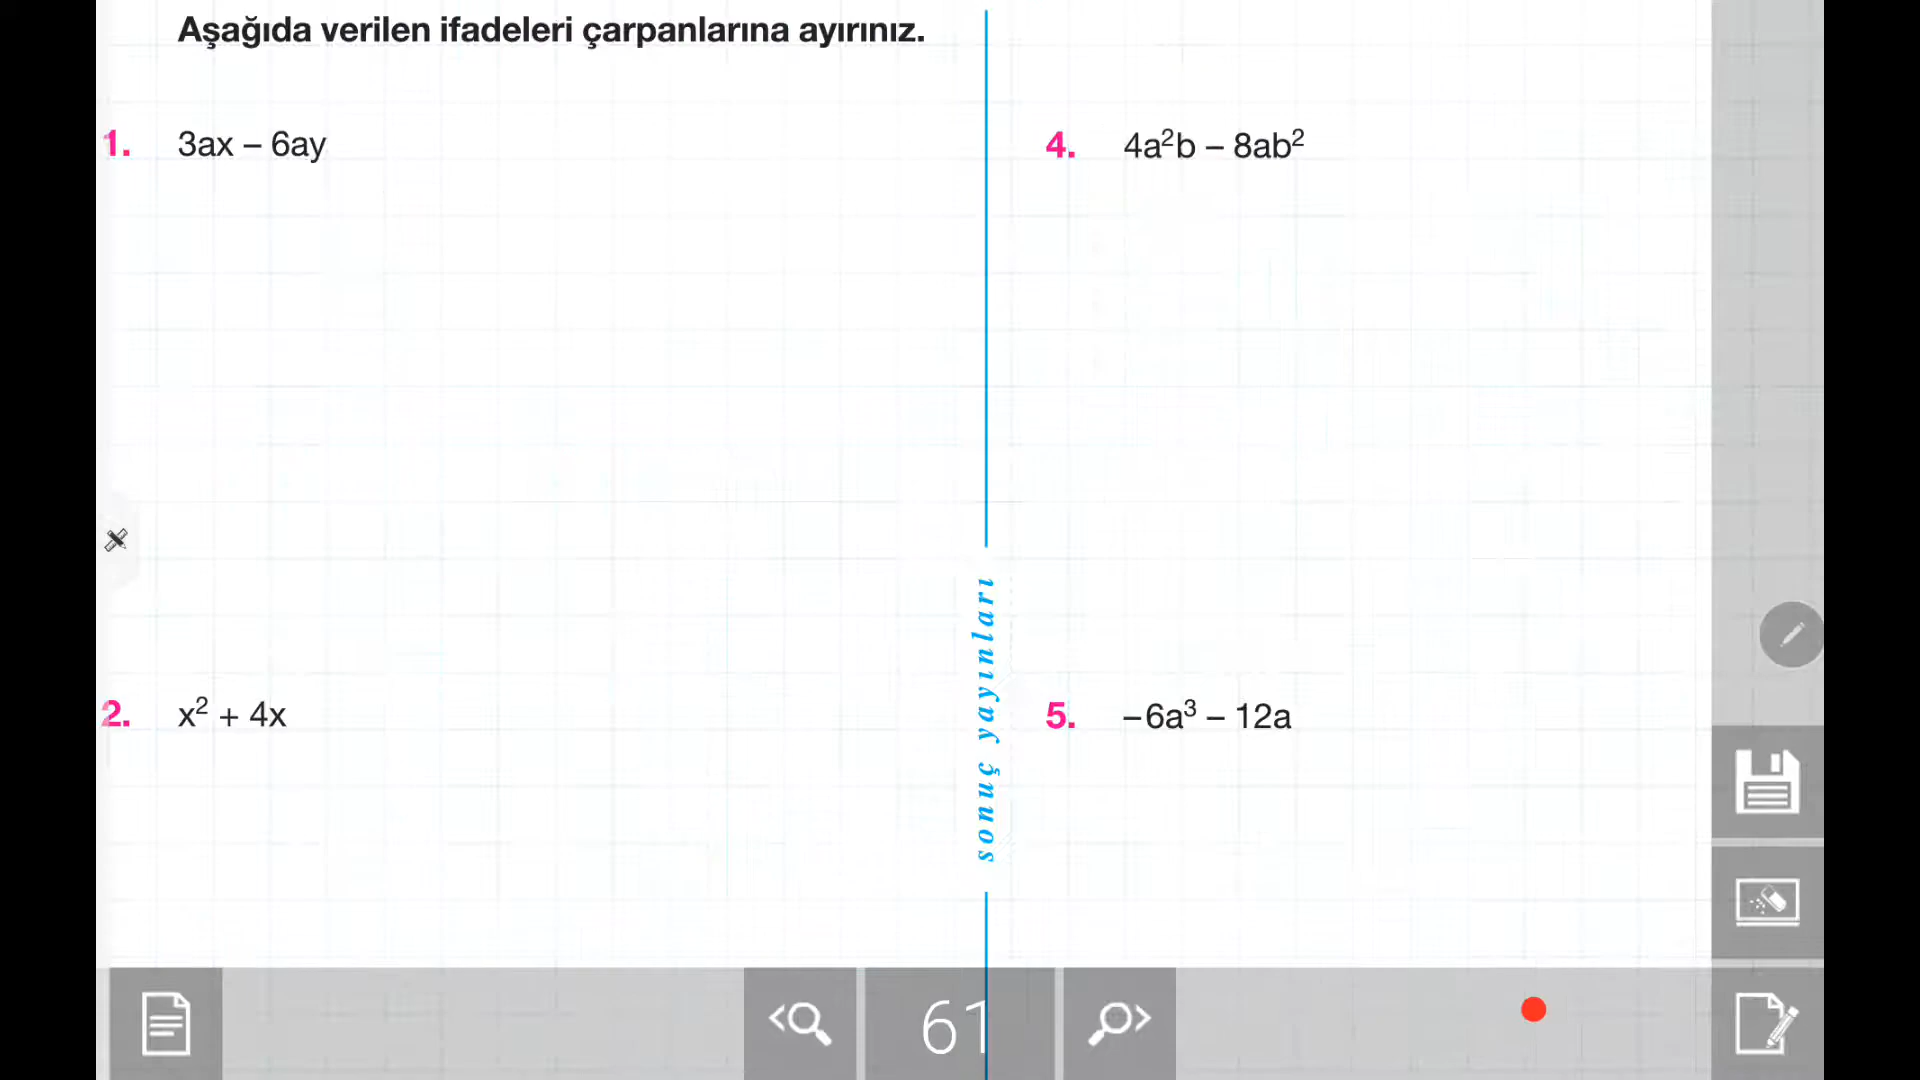 Aşağıda verilen ifadeleri çarpanlarına ayırınız.
1. 3ax – 6ay
2. x² + 4x
sonuç yayınları
4. 4a²b – 8ab²
5. –6a³ – 12a
61